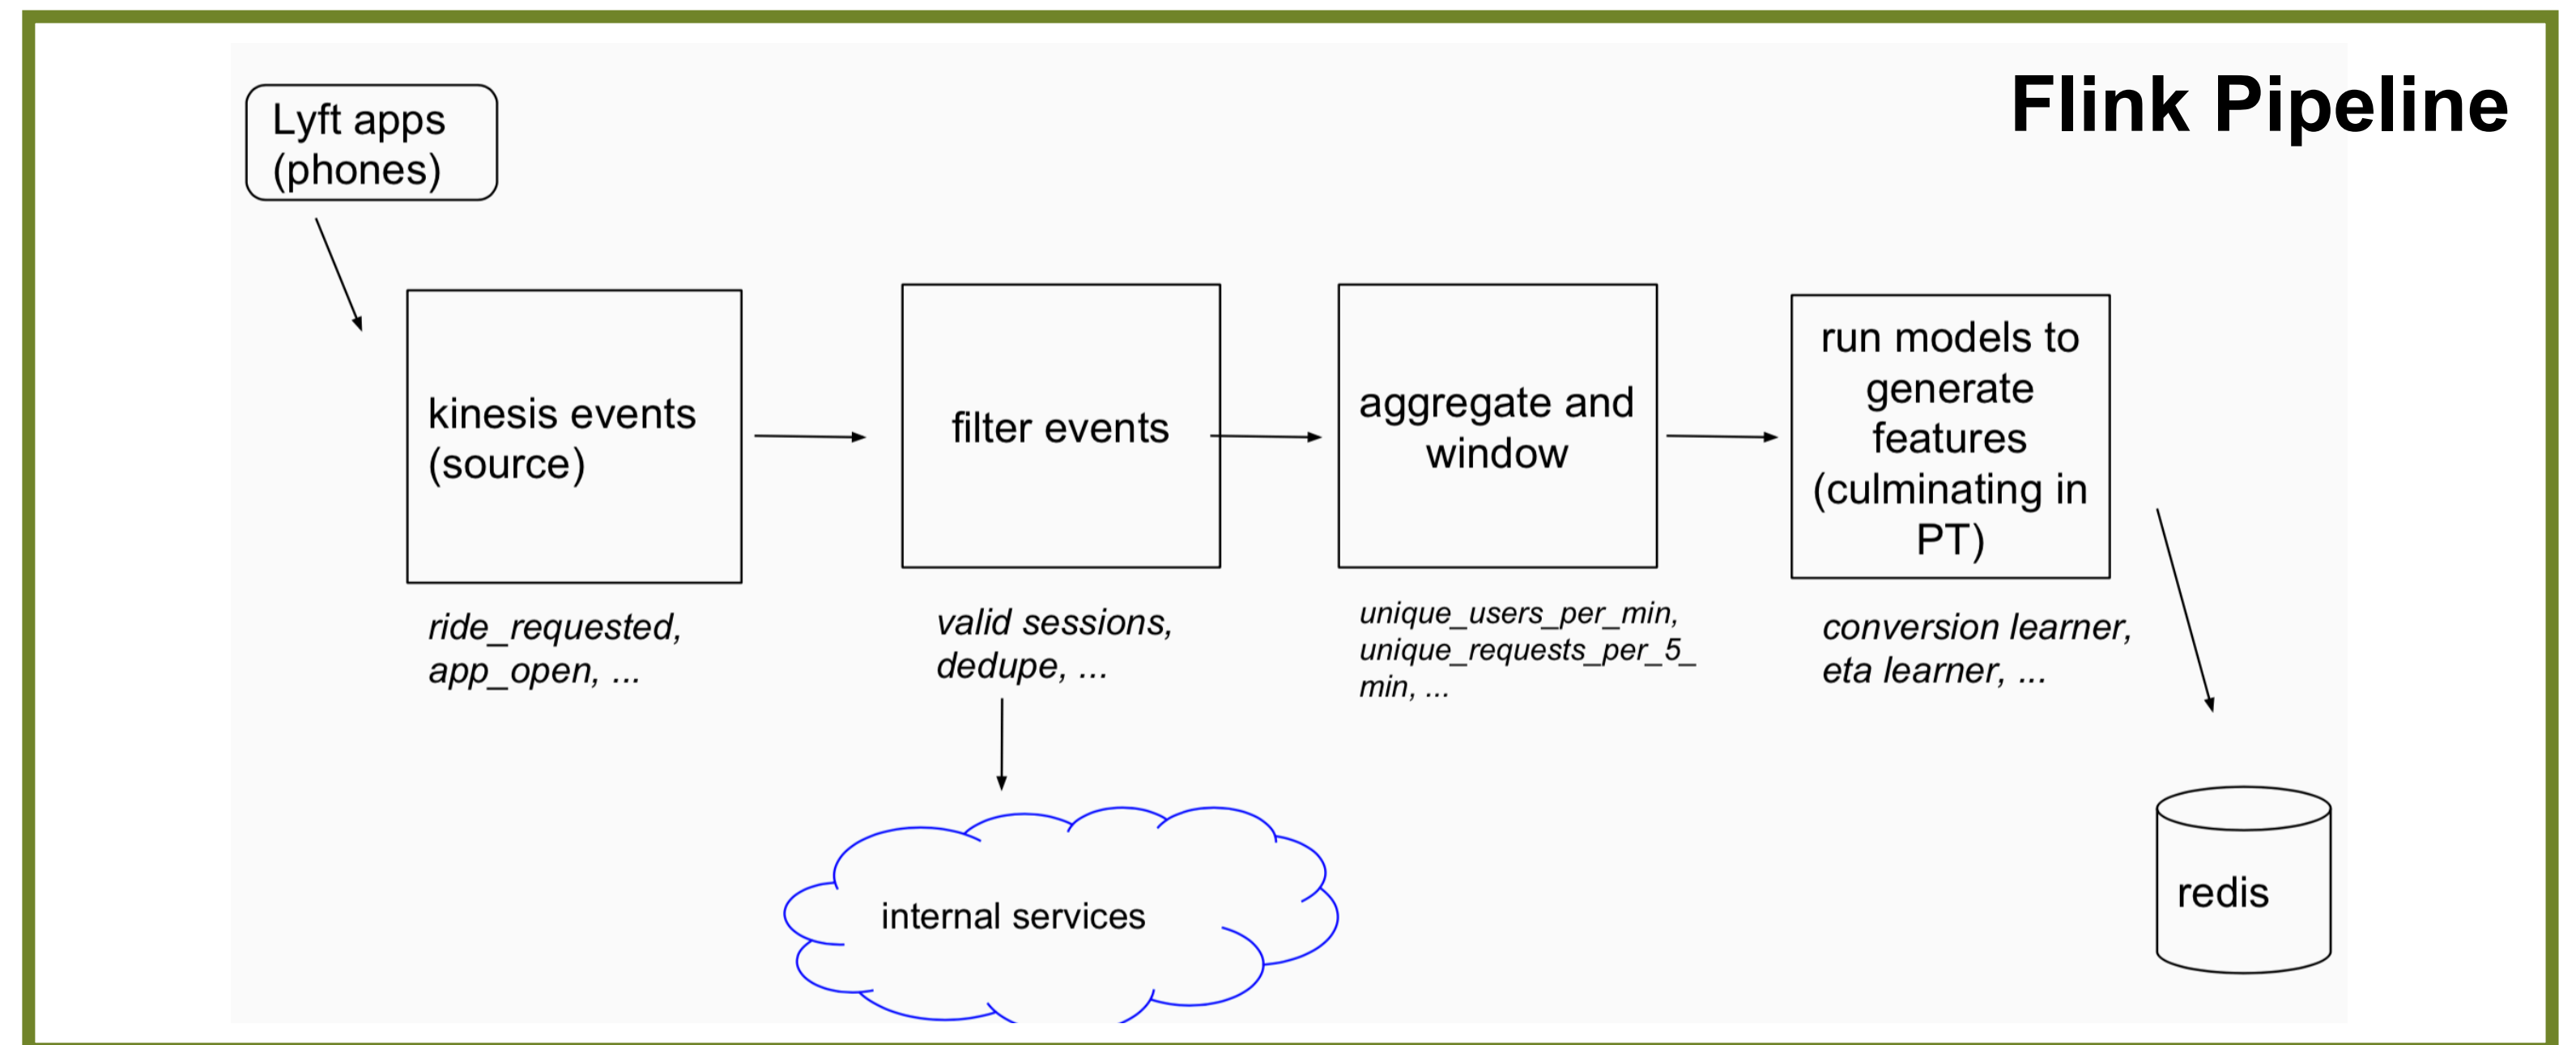 Flink Pipeline
Lyft apps
(phones)
kinesis events
(source)
filter events
aggregate and
window
run models to
generate
features
(culminating in
PT)
ride_requested,
app_open, ...
valid sessions,
dedupe, ...
unique_users_per_min,
unique_requests_per_5_
min, ...
conversion learner,
eta learner, ...
internal services
redis